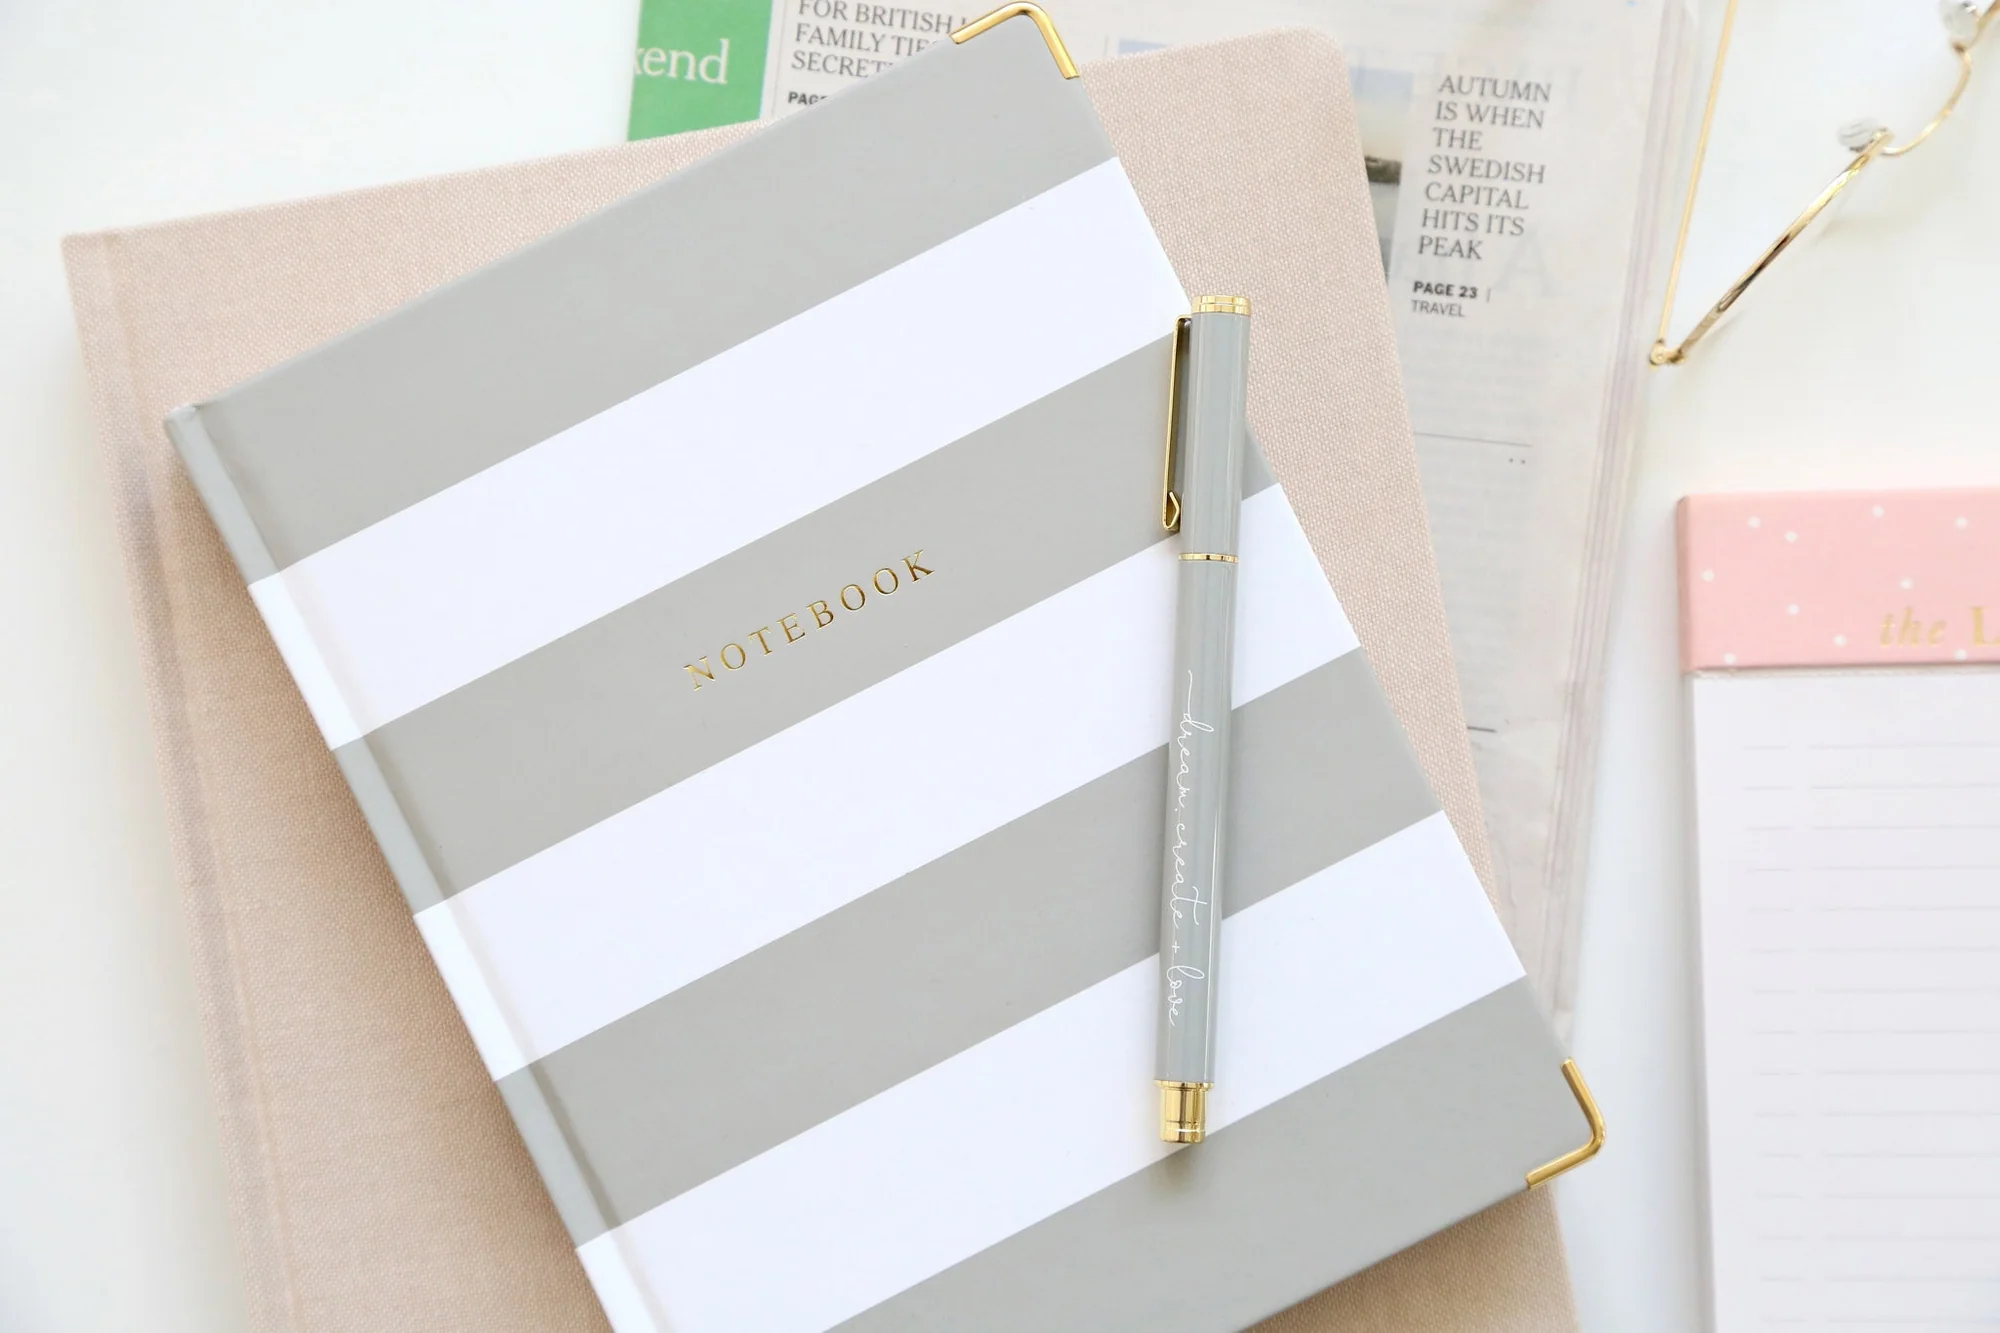 kend
FOR BRITISH
FAMILY TIES
SECRET
AUTUMN
IS WHEN
THE
SWEDISH
CAPITAL
HITS ITS
PEAK
PAGE 23 |
TRAVEL
NOTEBOOK
dream. create + love
the L